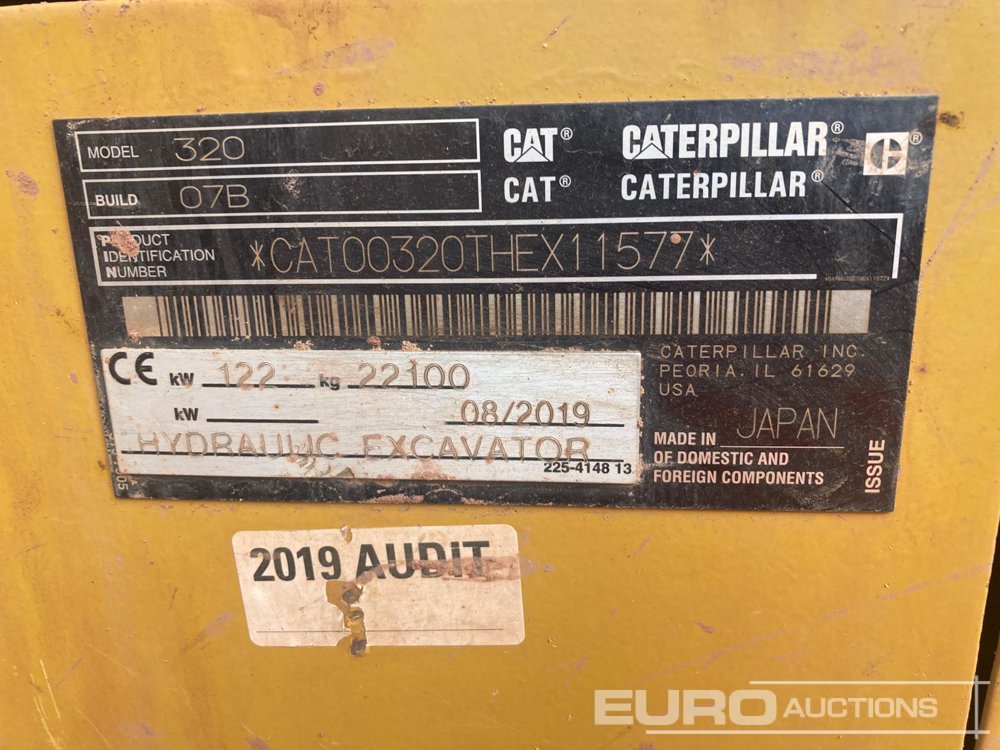 MODEL 320 CAT® CATERPILLAR® ®
BUILD 07B CAT® CATERPILLAR®
PRODUCT
IDENTIFICATION *CAT00320THEX11577*
NUMBER
*CAT00320THEX11577*
CE kW 122 kg 22100
kW 08/2019
HYDRAULIC EXCAVATOR
225-4148 13
CATERPILLAR INC.
PEORIA, IL 61629
USA
MADE IN JAPAN
OF DOMESTIC AND
FOREIGN COMPONENTS
ISSUE
2019 AUDiT
EURO AUCTIONS